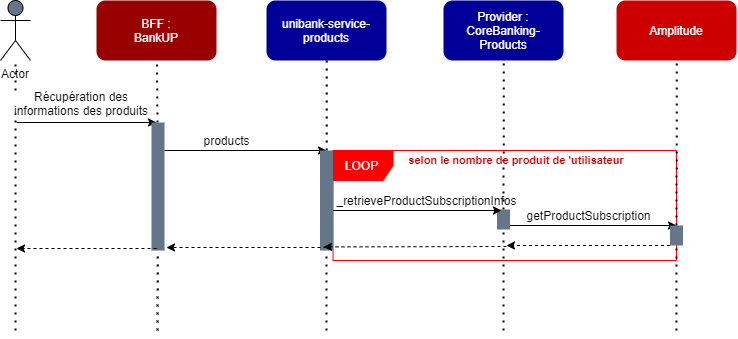 BFF :
BankUP
unibank-service-
products
Provider :
CoreBanking-
Products
Amplitude
Actor
Récupération des
informations des produits
products
LOOP
selon le nombre de produit de 'utilisateur
_retrieveProductSubscriptionInfos
getProductSubscription